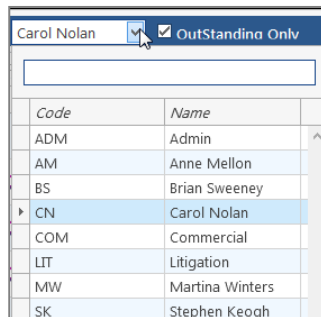 Carol Nolan OutStanding Only
Code Name
ADM Admin
AM Anne Mellon
BS Brian Sweeney
CN Carol Nolan
COM Commercial
LIT Litigation
MW Martina Winters
SK Stephen Keogh